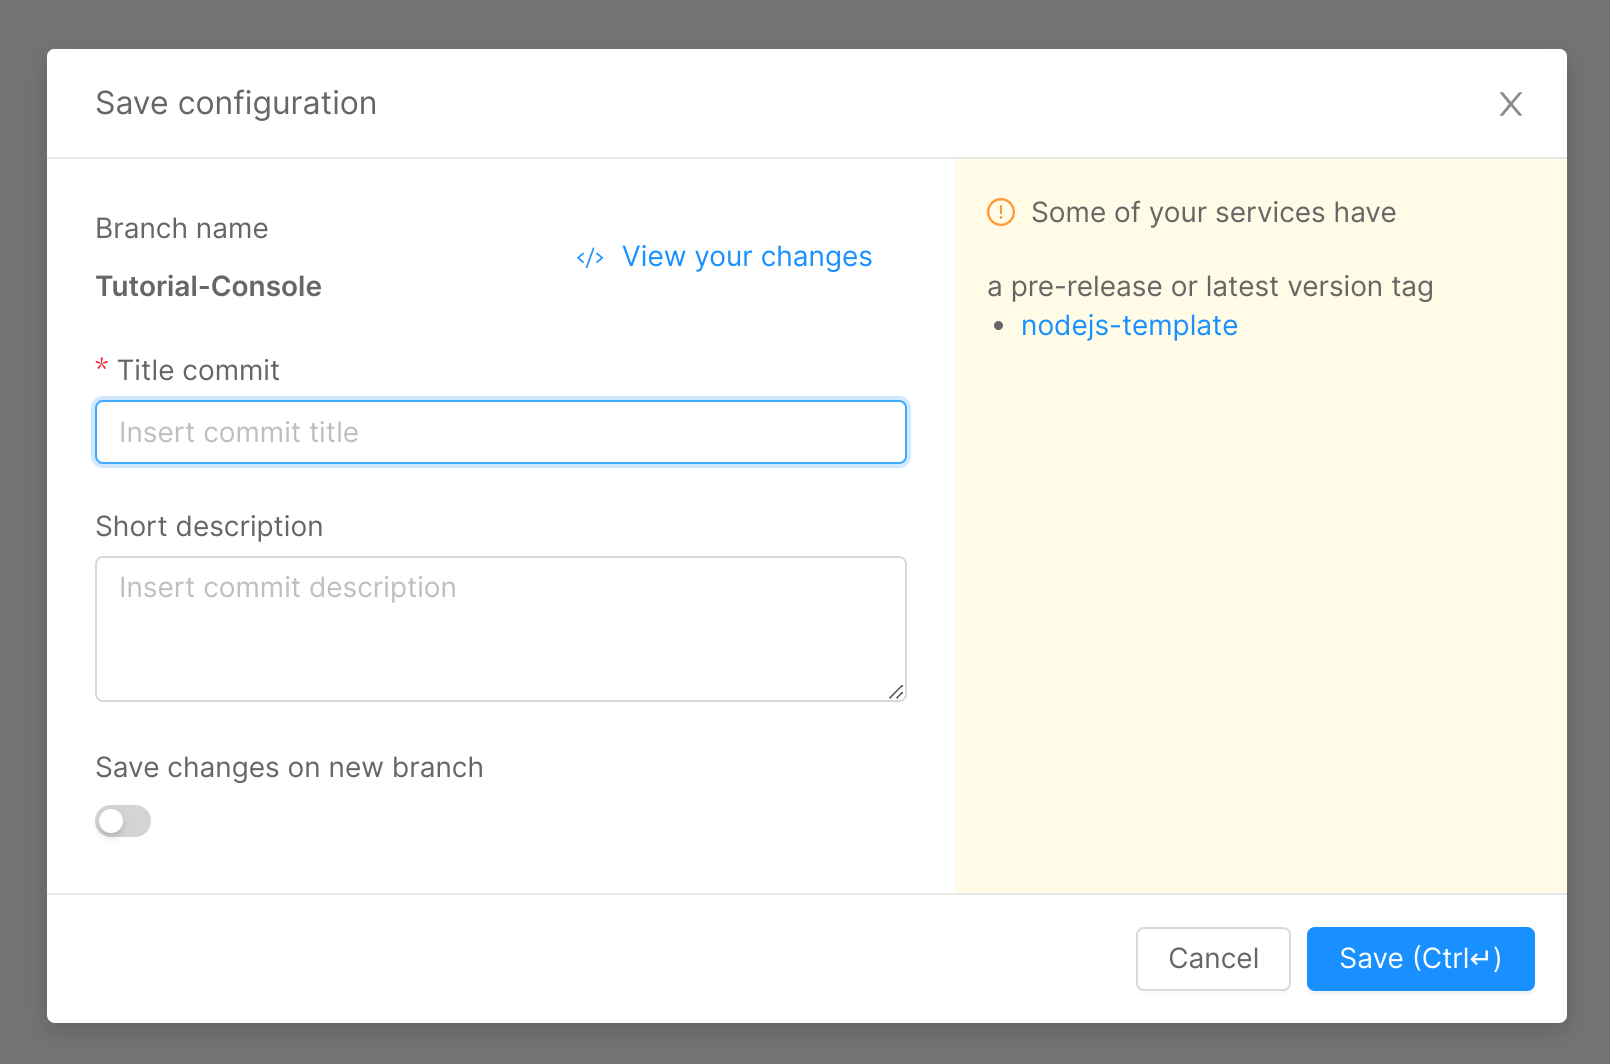 Save configuration
Branch name
</> View your changes
Tutorial-Console
* Title commit
Insert commit title
Short description
Insert commit description
Save changes on new branch
Some of your services have
a pre-release or latest version tag
• nodejs-template
Cancel
Save (Ctrl↵)